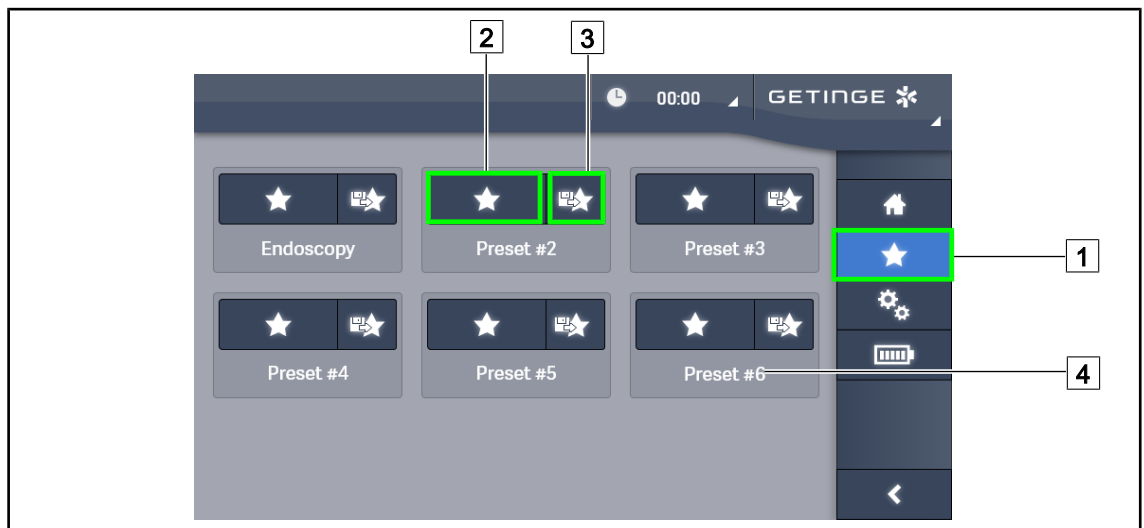 2 3
00:00 GETINGE
Endoscopy Preset #2 Preset #3
1
Preset #4 Preset #5 Preset #6
4